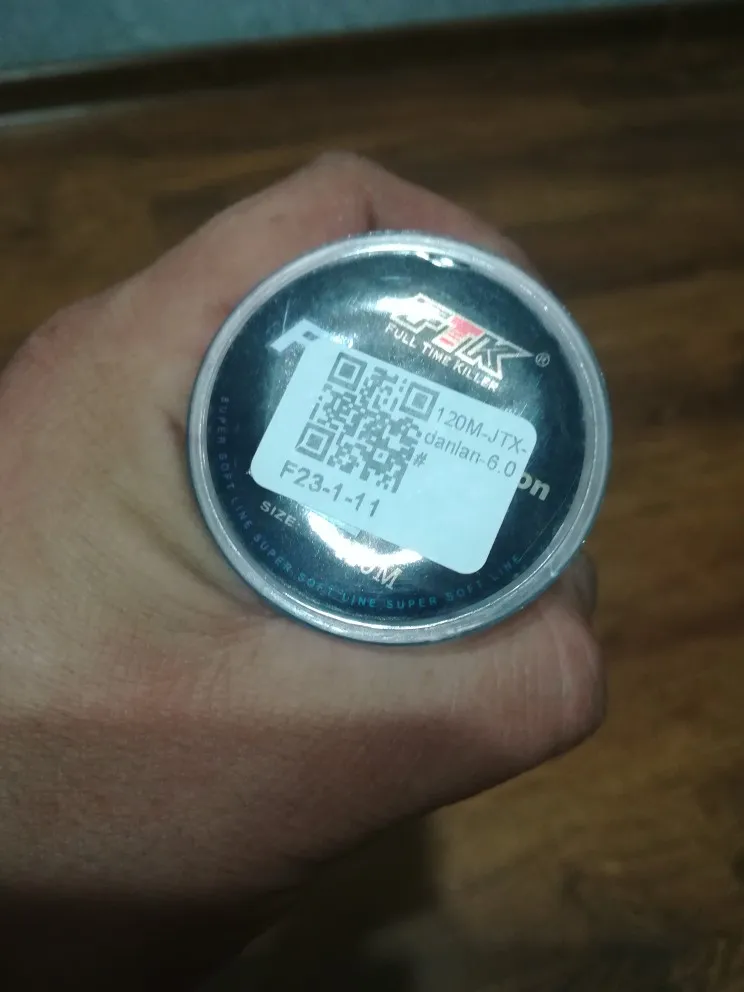 FTK®
FULL TIME KILLER
120M-JTX-
danlan-6.0
#
F23-1-11
SIZE
SUPER SOFT LINE SUPER SOFT LINE SUPER SOFT LINE